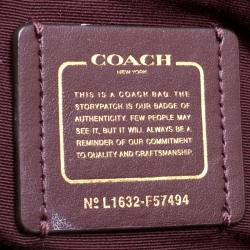 COACH
NEW YORK
THIS IS A COACH BAG. THE
STORYPATCH IS OUR BADGE OF
AUTHENTICITY. FEW PEOPLE MAY
SEE IT, BUT IT WILL ALWAYS BE A
REMINDER OF OUR COMMITMENT
TO QUALITY AND CRAFTSMANSHIP.
Nº L1632-F57494